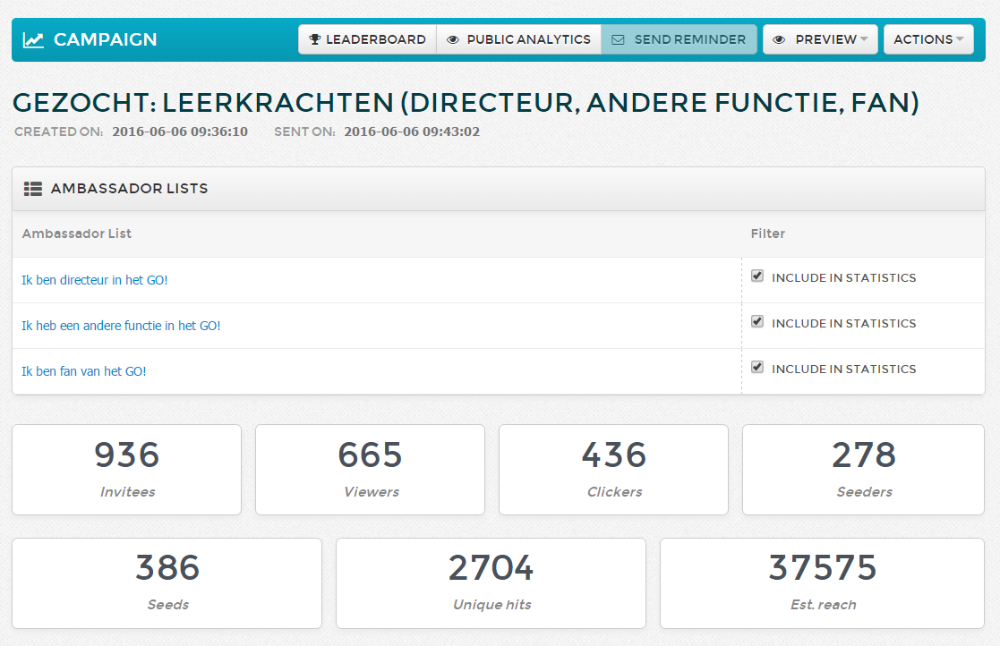 CAMPAIGN LEADERBOARD PUBLIC ANALYTICS SEND REMINDER PREVIEW ACTIONS
GEZOCHT: LEERKRACHTEN (DIRECTEUR, ANDERE FUNCTIE, FAN)
CREATED ON: 2016-06-06 09:36:10 SENT ON: 2016-06-06 09:43:02
AMBASSADOR LISTS
Ambassador List Filter
Ik ben directeur in het GO! INCLUDE IN STATISTICS
Ik heb een andere functie in het GO! INCLUDE IN STATISTICS
Ik ben fan van het GO! INCLUDE IN STATISTICS
936 665 436 278
Invitees Viewers Clickers Seeders
386 2704 37575
Seeds Unique hits Est. reach